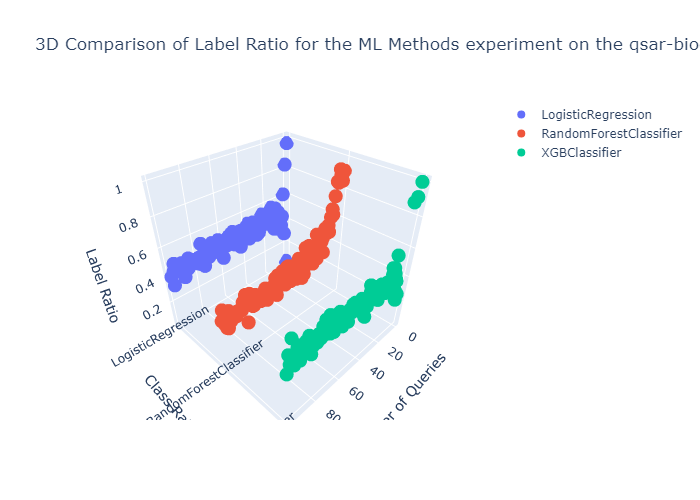 3D Comparison of Label Ratio for the ML Methods experiment on the qsar-bio
LogisticRegression
RandomForestClassifier
XGBClassifier
1
0.8
0.6
0.4
0.2
Label Ratio
LogisticRegression
RandomForestClassifier
0
20
40
60
80
of Queries